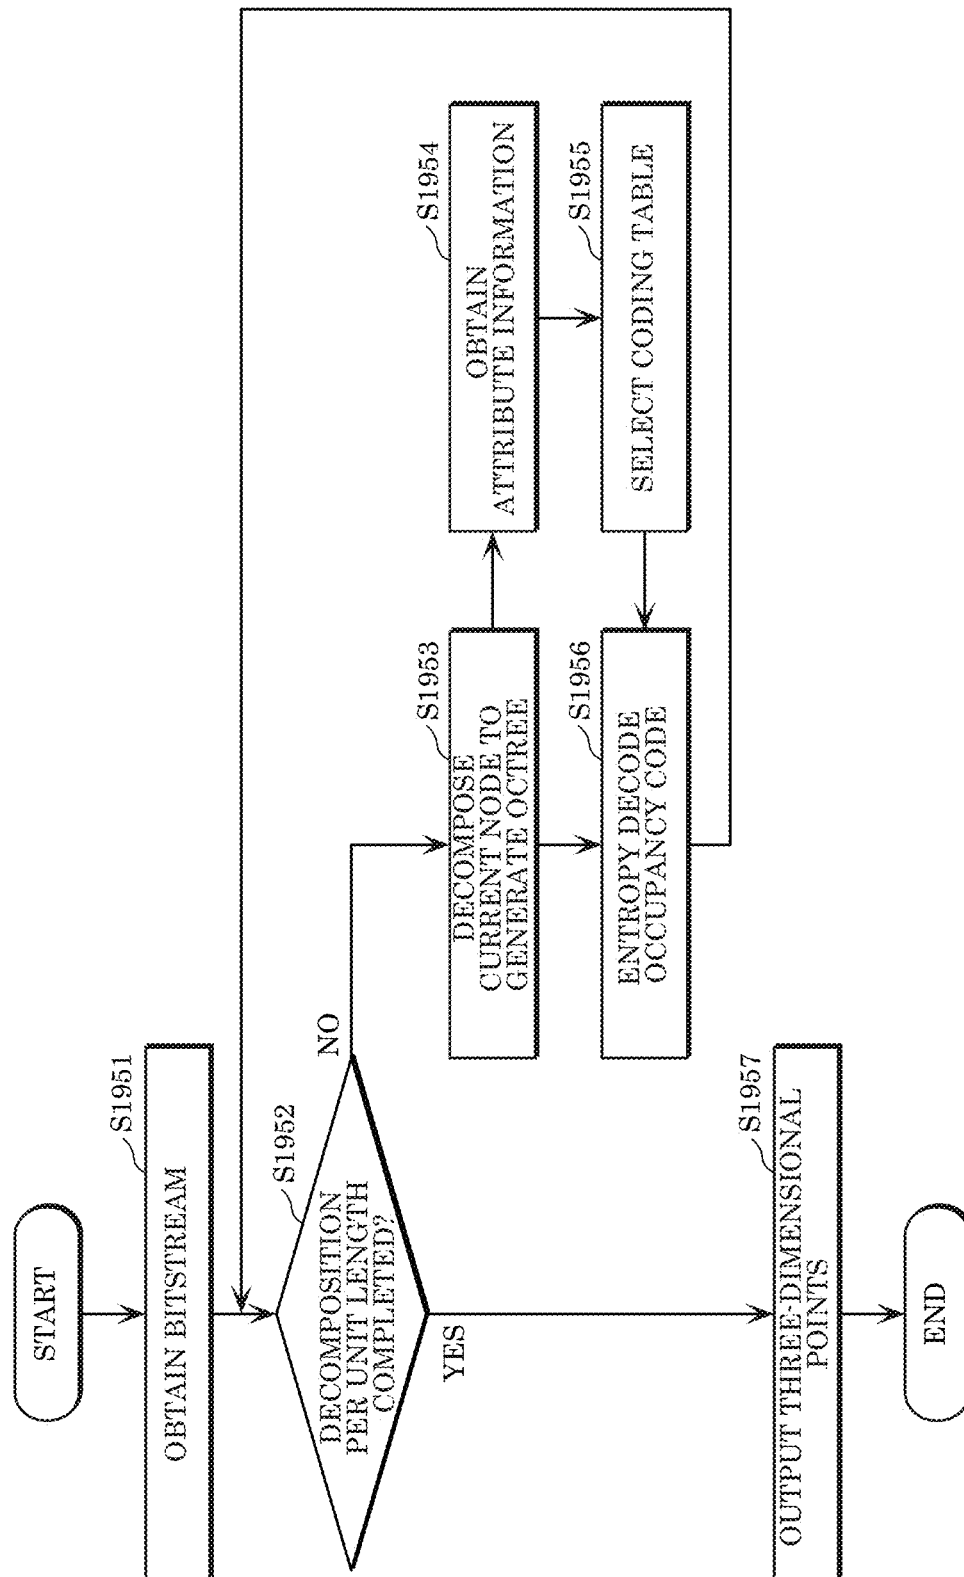 START
S1951
OBTAIN BITSTREAM
S1952
DECOMPOSITION
PER UNIT LENGTH
COMPLETED?
NO
YES
S1953
DECOMPOSE
CURRENT NODE TO
GENERATE OCTREE
S1954
OBTAIN
ATTRIBUTE INFORMATION
S1955
SELECT CODING TABLE
S1956
ENTROPY DECODE
OCCUPANCY CODE
S1957
OUTPUT THREE-DIMENSIONAL
POINTS
END